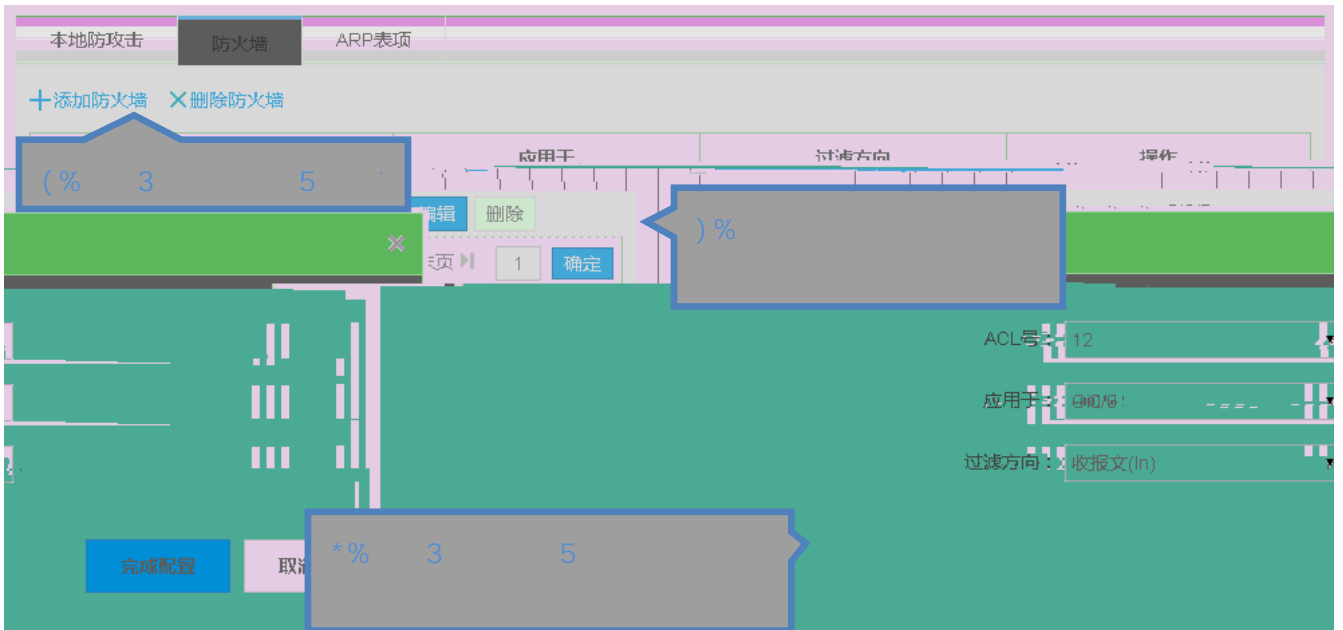 本地防攻击 防火墙 ARP表项
添加防火墙 删除防火墙
应用于 过滤方向 操作
(% 3 5
编辑 删除
)%
页 1 确定
ACL号： 12
应用于：
过滤方向： 收报文(In)
*% 3 5
完成配置 取消